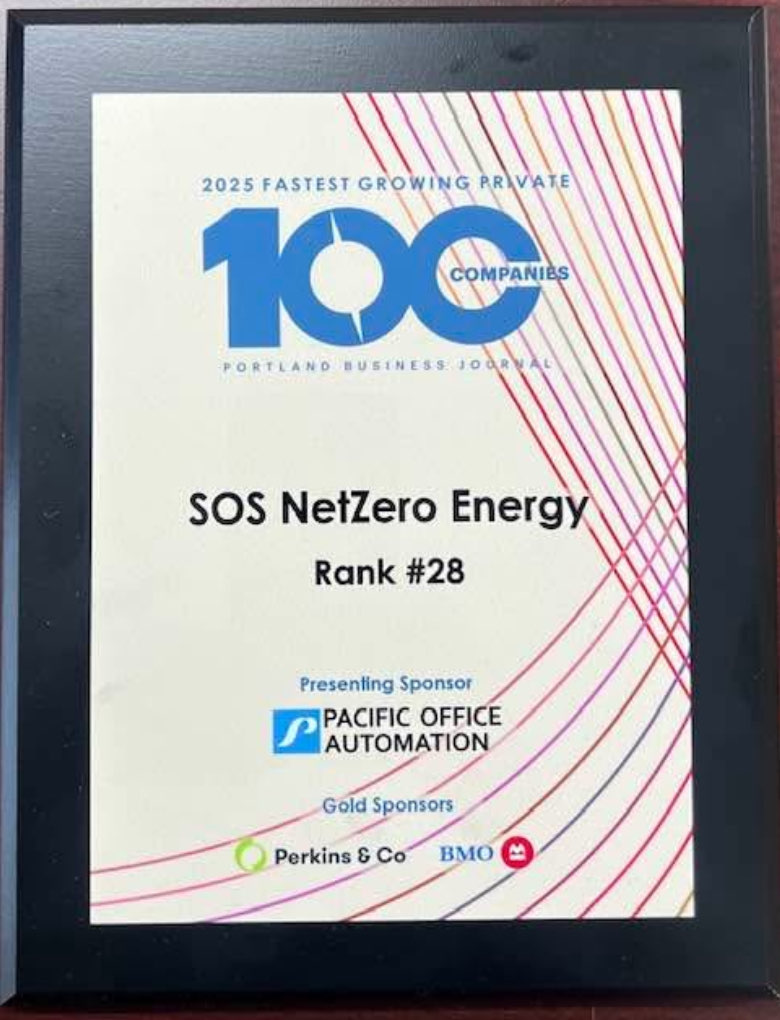 2025 FASTEST GROWING PRIVATE
100
COMPANIES
PORTLAND BUSINESS JOURNAL
SOS NetZero Energy
Rank #28
Presenting Sponsor
PACIFIC OFFICE
AUTOMATION
Gold Sponsors
Perkins & Co BMO